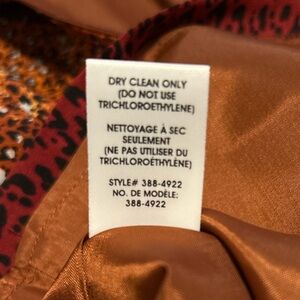 DRY CLEAN ONLY
(DO NOT USE
TRICHLOROETHYLENE)
NETTOYAGE À SEC
SEULEMENT
(NE PAS UTILISER DU
TRICHLOROÉTHYLÈNE)
STYLE# 388-4922
NO. DE MODÈLE:
388-4922